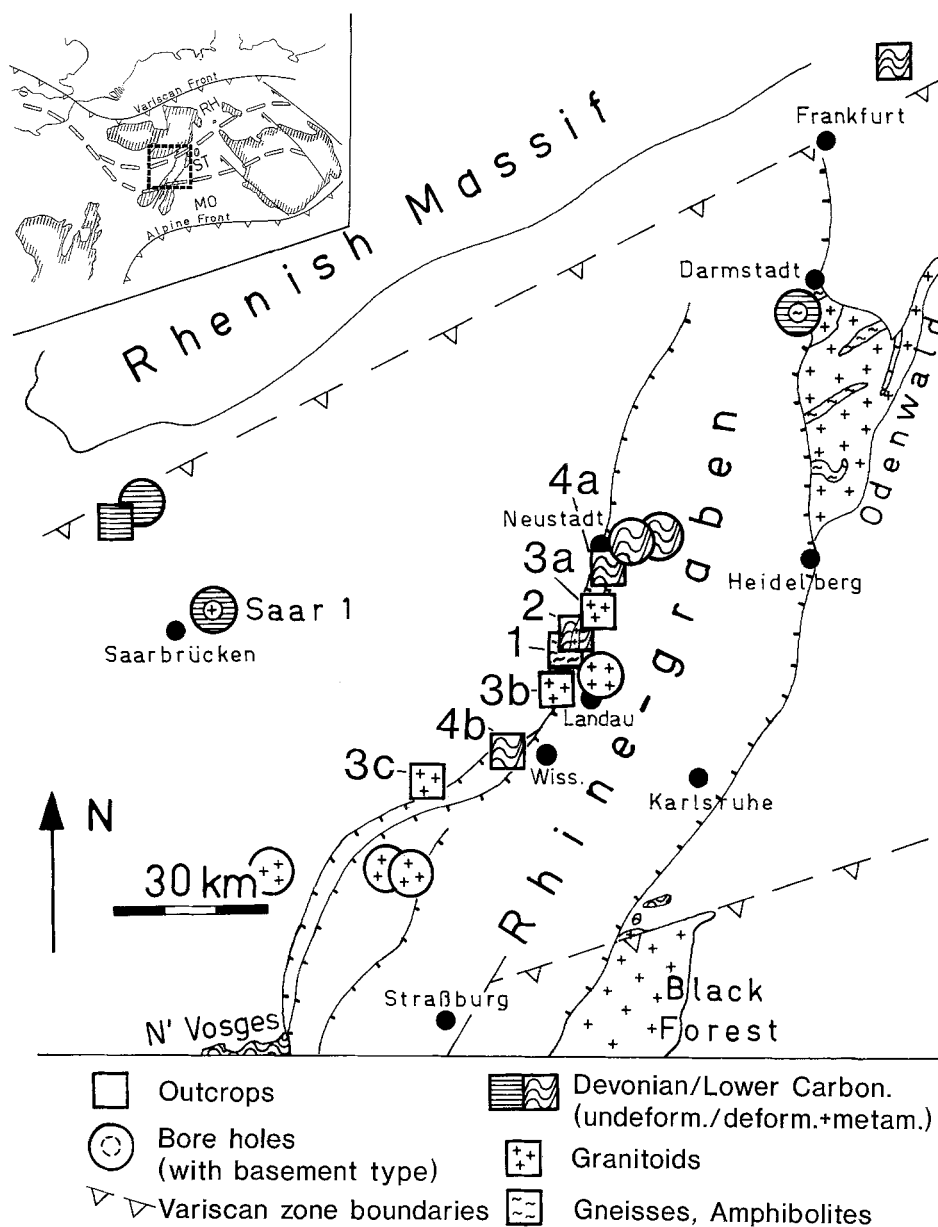 Variscan Front
RH
ST
MO
Alpine Front
Rhenish Massif
Frankfurt
Darmstadt
Odenwald
Rhine-graben
4a
Neustadt
3a
2
1
3b
Landau
4b
Wiss.
3c
Heidelberg
Karlsruhe
Saar 1
Saarbrücken
N
30 km
Straßburg
N' Vosges
Black
Forest
Outcrops
Bore holes
(with basement type)
Variscan zone boundaries
Devonian/Lower Carbon.
(undeform./deform.+metam.)
Granitoids
Gneisses, Amphibolites